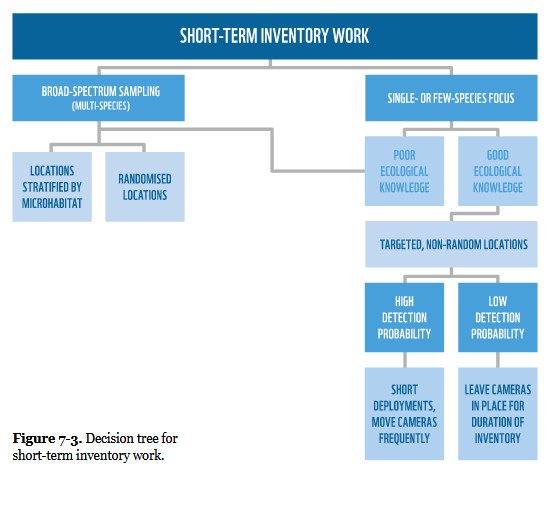 SHORT-TERM INVENTORY WORK
BROAD-SPECTRUM SAMPLING
(MULTI-SPECIES)
SINGLE- OR FEW-SPECIES FOCUS
LOCATIONS
STRATIFIED BY
MICROHABITAT
RANDOMISED
LOCATIONS
POOR
ECOLOGICAL
KNOWLEDGE
GOOD
ECOLOGICAL
KNOWLEDGE
TARGETED, NON-RANDOM LOCATIONS
HIGH
DETECTION
PROBABILITY
LOW
DETECTION
PROBABILITY
SHORT
DEPLOYMENTS,
MOVE CAMERAS
FREQUENTLY
LEAVE CAMERAS
IN PLACE FOR
DURATION OF
INVENTORY
Figure 7-3. Decision tree for
short-term inventory work.